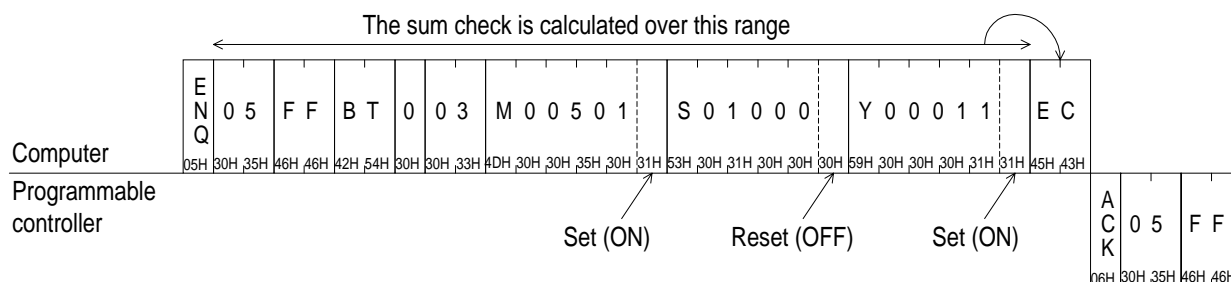 The sum check is calculated over this range
ENQ 0 5 F F B T 0 0 3 M 0 0 5 0 1 S 0 1 0 0 0 Y 0 0 0 1 1 E C
Computer 05H 30H 35H 46H 46H 42H 54H 30H 30H 33H 4DH 30H 30H 35H 30H 31H 53H 30H 31H 30H 30H 30H 59H 30H 30H 30H 31H 31H 45H 43H
Programmable
controller
Set (ON) Reset (OFF) Set (ON)
ACK 0 5 F F
06H 30H 35H 46H 46H